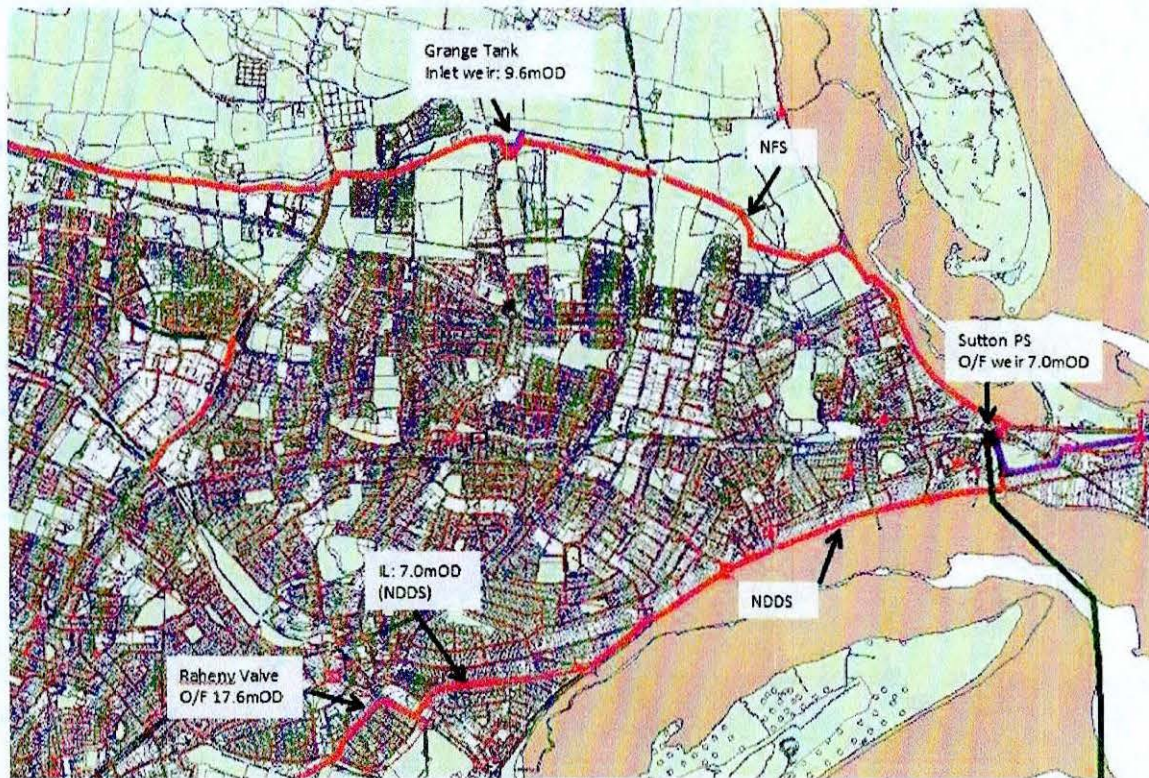 Grange Tank
Inlet weir: 9.6mOD
NFS
Sutton PS
O/F weir 7.0mOD
IL: 7.0mOD
(NDDS)
NDDS
Raheny Valve
O/F 17.6mOD